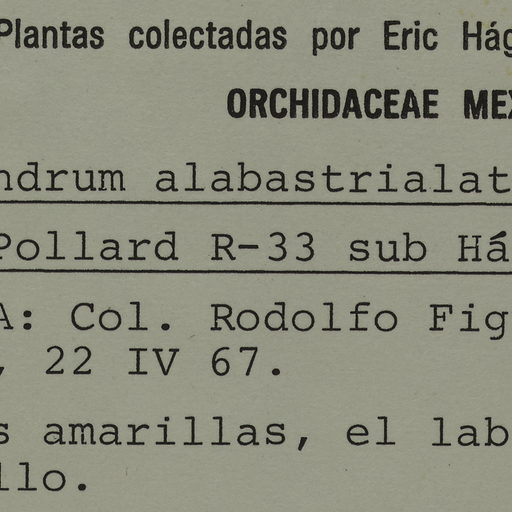 Plantas colectadas por Eric Hág
ORCHIDACEAE MEX
ndrum alabastrialat
Pollard R-33 sub Há
A: Col. Rodolfo Fig
, 22 IV 67.
s amarillas, el lab
llo.